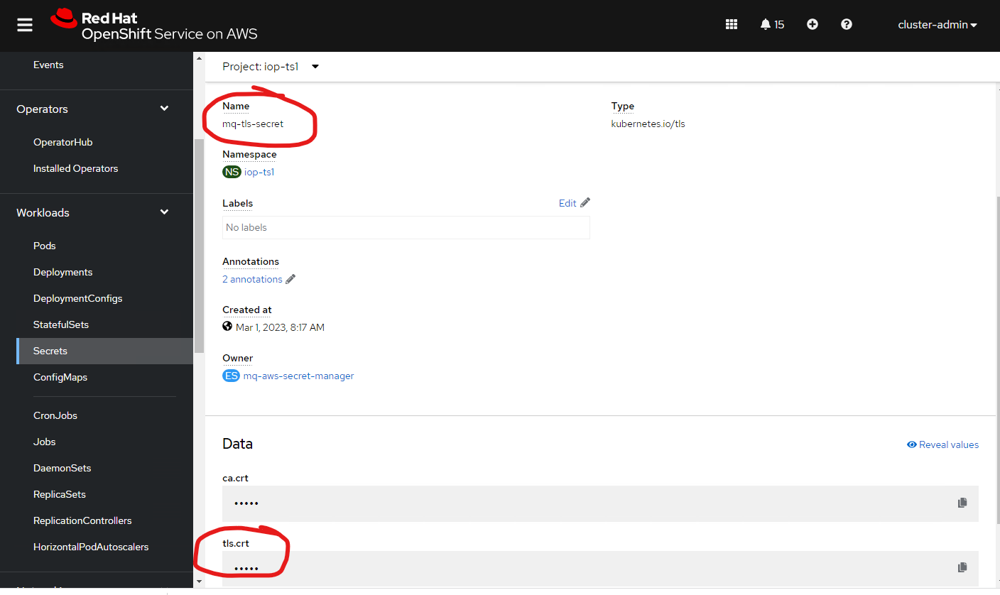 Red Hat
OpenShift Service on AWS
15
cluster-admin
Events
Operators
OperatorHub
Installed Operators
Workloads
Pods
Deployments
DeploymentConfigs
StatefulSets
Secrets
ConfigMaps
CronJobs
Jobs
DaemonSets
ReplicaSets
ReplicationControllers
HorizontalPodAutoscalers
Project: iop-ts1
Name
mq-tls-secret
Type
kubernetes.io/tls
Namespace
NS iop-ts1
Labels
Edit
No labels
Annotations
2 annotations
Created at
Mar 1, 2023, 8:17 AM
Owner
ES mq-aws-secret-manager
Data
Reveal values
ca.crt
•••••
tls.crt
•••••